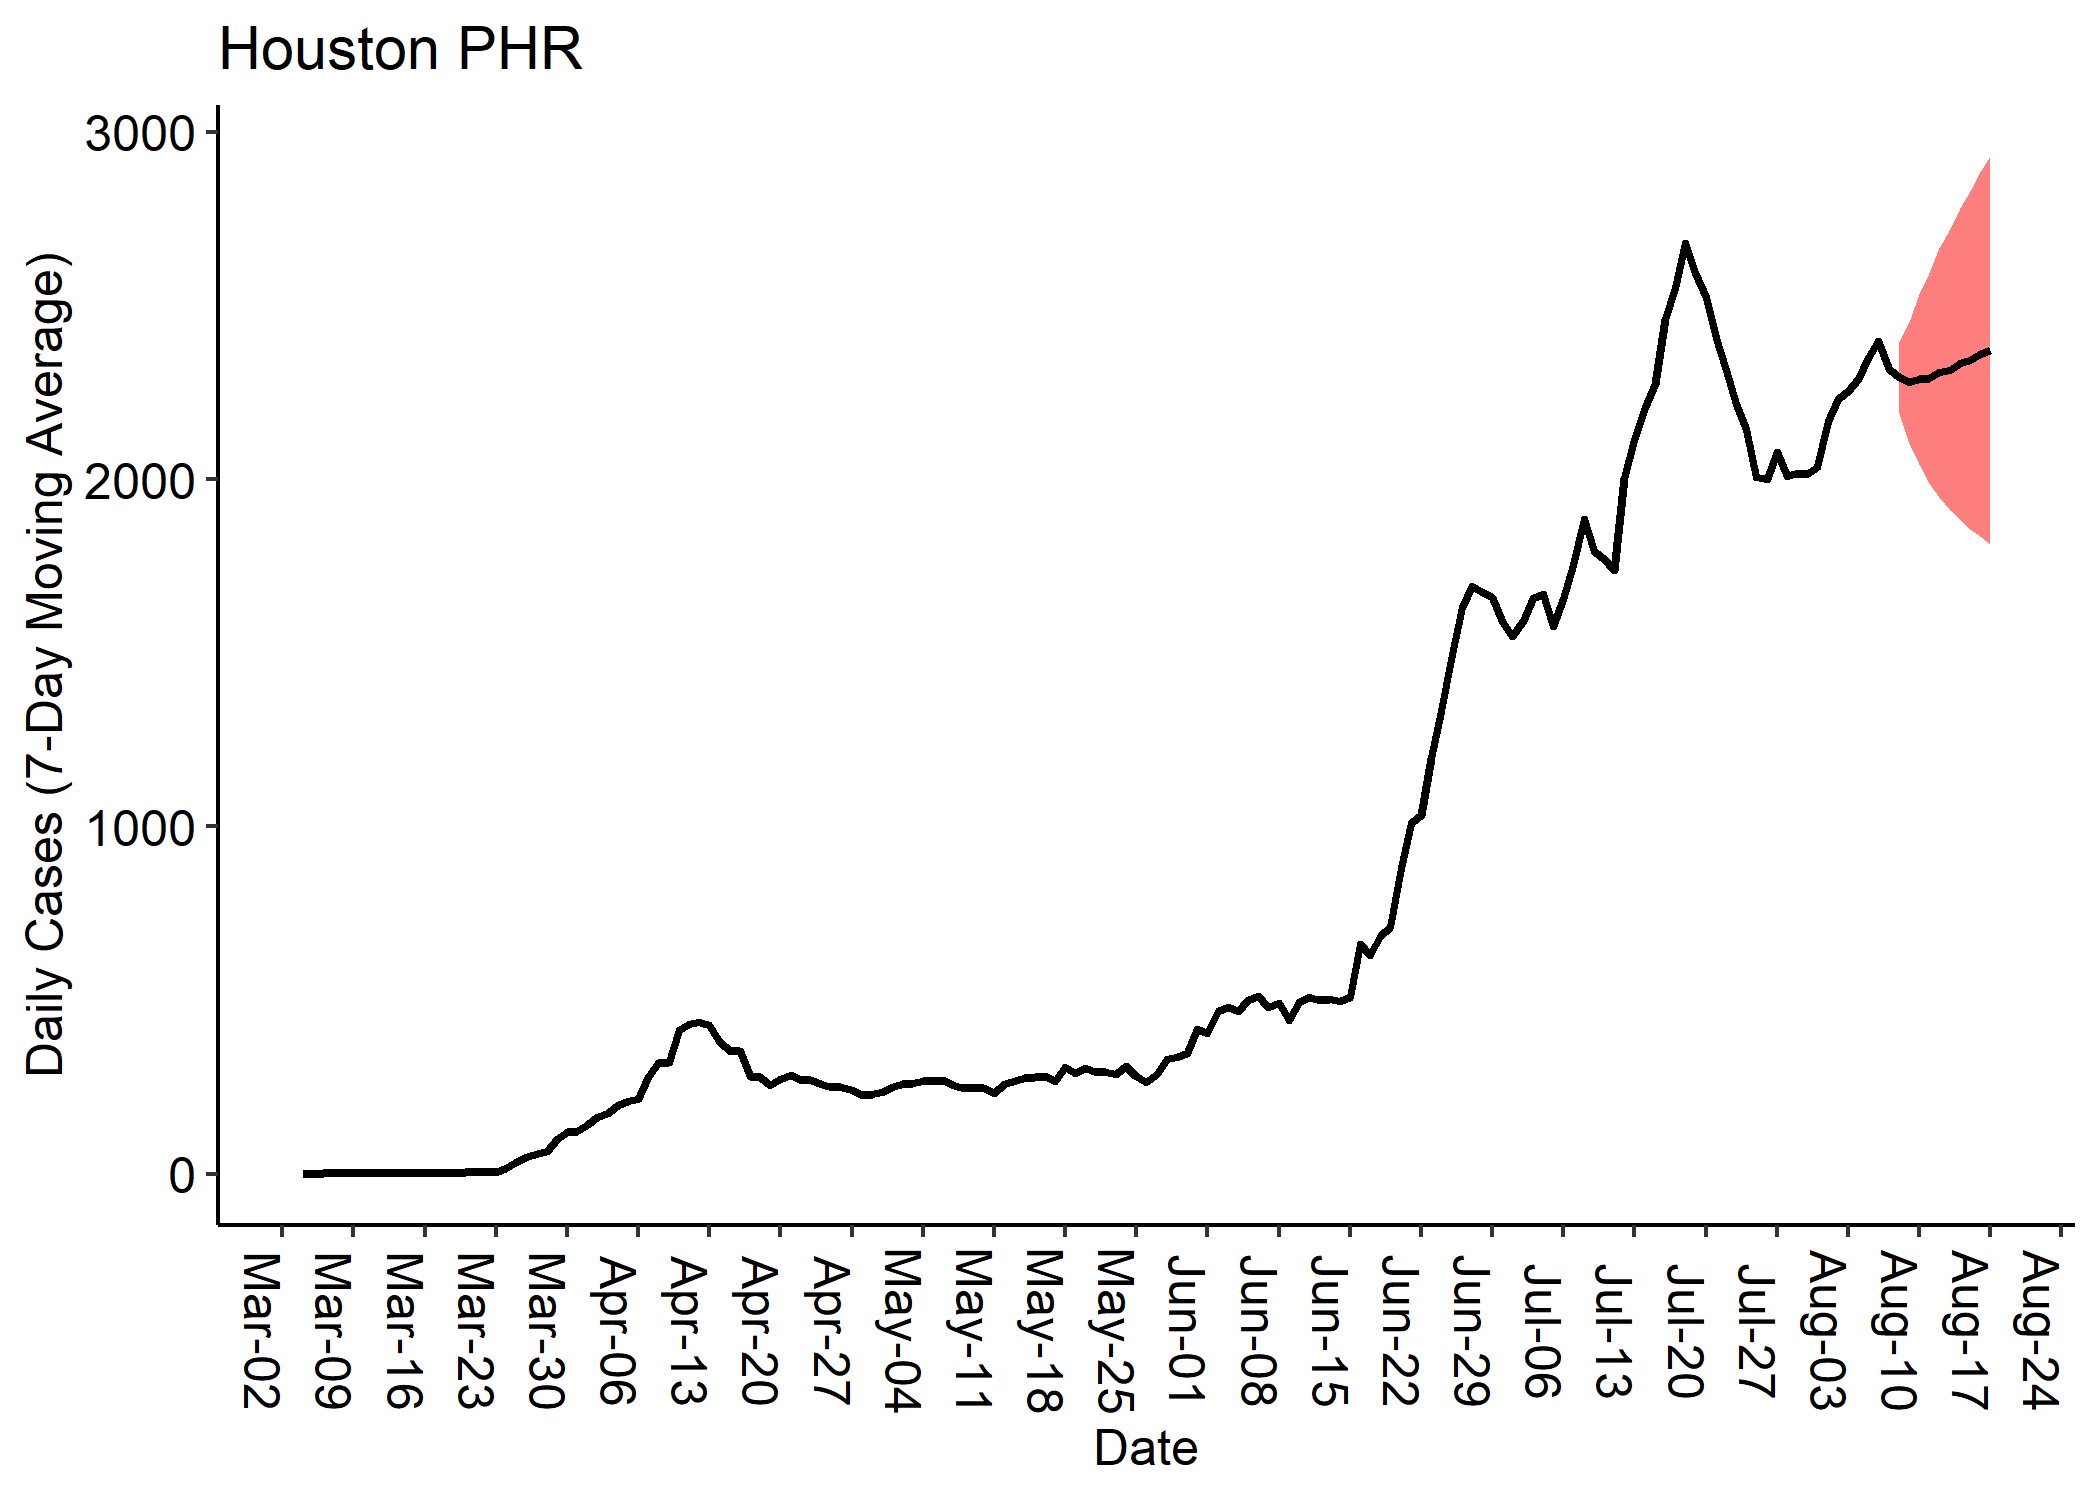 Houston PHR
Daily Cases (7-Day Moving Average)
3000
2000
1000
0
Mar-02
Mar-09
Mar-16
Mar-23
Mar-30
Apr-06
Apr-13
Apr-20
Apr-27
May-04
May-11
May-18
May-25
Jun-01
Jun-08
Jun-15
Jun-22
Jun-29
Jul-06
Jul-13
Jul-20
Jul-27
Aug-03
Aug-10
Aug-17
Aug-24
Date